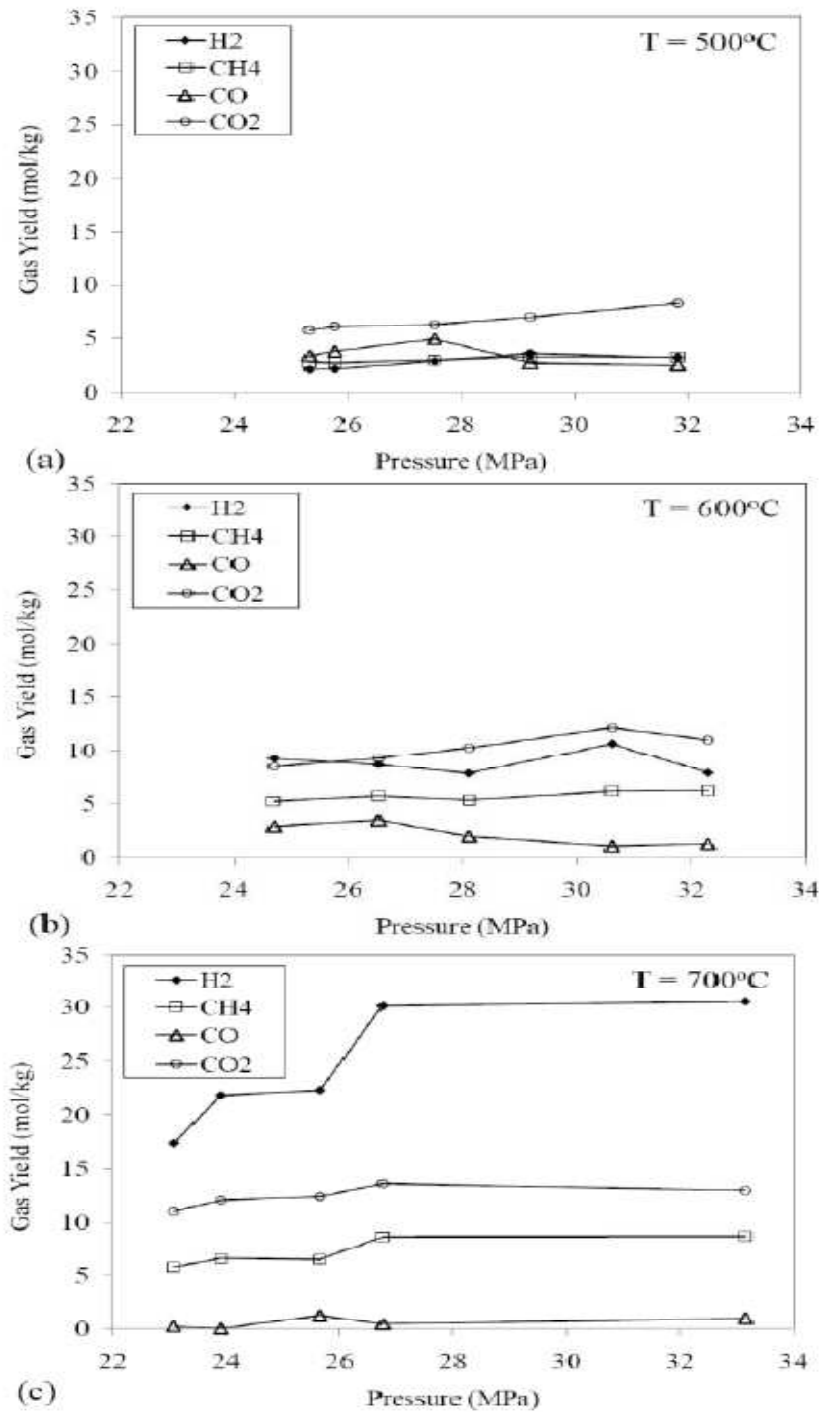 35
30
25
20
15
10
5
0
Gas Yield (mol/kg)
H2
CH4
CO
CO2
T = 500°C
22 24 26 28 30 32 34
(a)
Pressure (MPa)
35
30
25
20
15
10
5
0
Gas Yield (mol/kg)
H2
CH4
CO
CO2
T = 600°C
22 24 26 28 30 32 34
(b)
Pressure (MPa)
35
30
25
20
15
10
5
0
Gas Yield (mol/kg)
H2
CH4
CO
CO2
T = 700°C
22 24 26 28 30 32 34
(c)
Pressure (MPa)